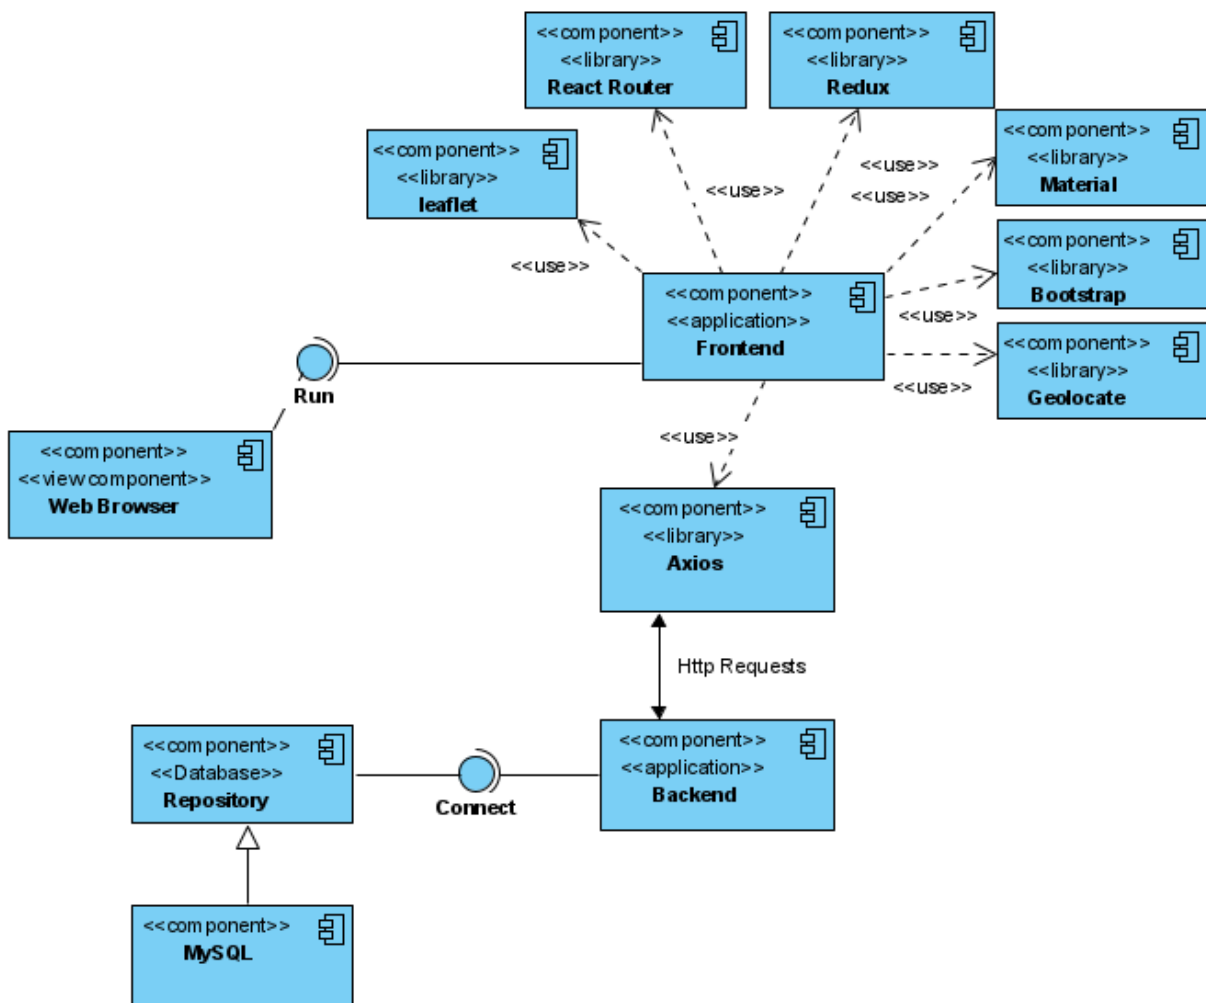 <<component>>
<<library>>
React Router
<<component>>
<<library>>
Redux
<<component>>
<<library>>
Material
<<component>>
<<library>>
leaflet
<<use>>
<<use>>
<<use>>
<<use>>
<<component>>
<<library>>
Bootstrap
<<use>>
<<component>>
<<application>>
Frontend
<<component>>
<<library>>
Geolocate
<<use>>
Run
<<use>>
<<component>>
<<view component>>
Web Browser
<<component>>
<<library>>
Axios
Http Requests
<<component>>
<<Database>>
Repository
Connect
<<component>>
<<application>>
Backend
<<component>>
MySQL